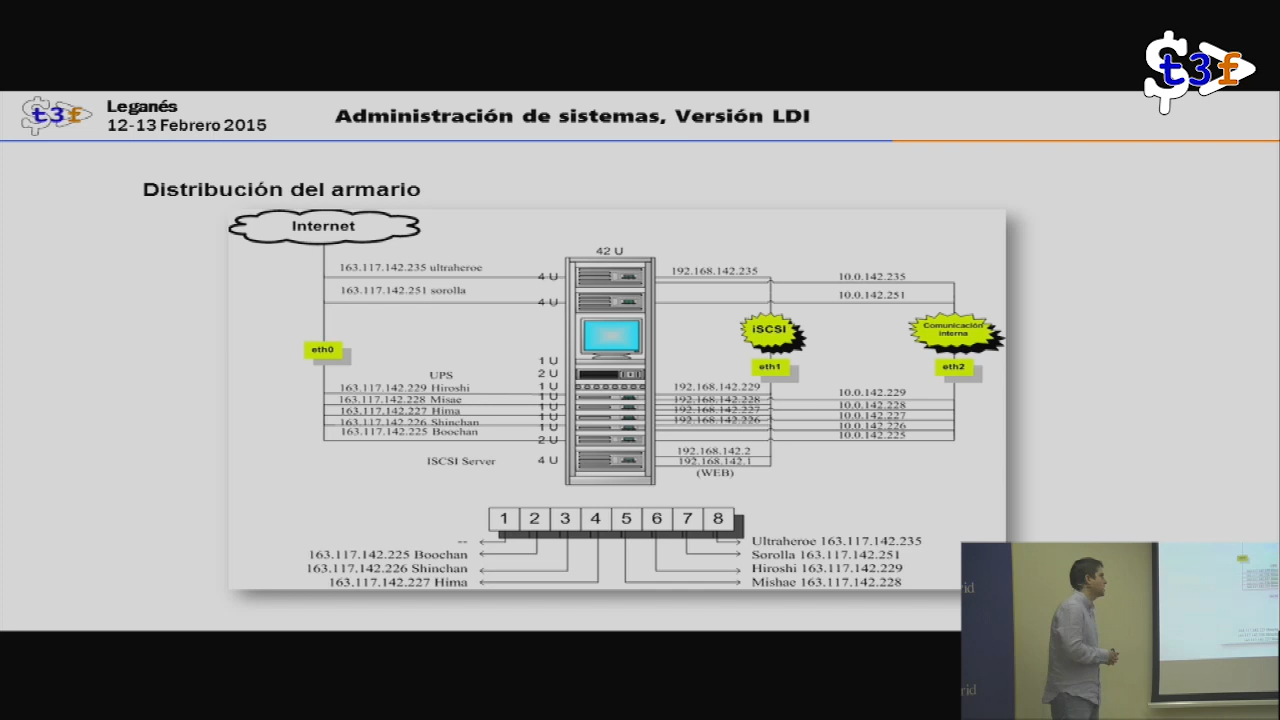 $t3f
t3f
Leganés
12-13 Febrero 2015
Administración de sistemas, Versión LDI
Distribución del armario
Internet
42 U
163.117.142.235 ultraheroe
4 U
192.168.142.235
10.0.142.235
163.117.142.251 sorolla
4 U
10.0.142.251
iSCSI
Comunicación
interna
eth0
eth1
eth2
1 U
UPS
2 U
163.117.142.229 Hiroshi
1 U
192.168.142.229
10.0.142.229
163.117.142.228 Misae
1 U
192.168.142.228
10.0.142.228
163.117.142.227 Hima
1 U
192.168.142.227
10.0.142.227
163.117.142.226 Shinchan
1 U
192.168.142.226
10.0.142.226
163.117.142.225 Boochan
1 U
10.0.142.225
2 U
192.168.142.2
ISCSI Server
4 U
192.168.142.1
(WEB)
1 2 3 4 5 6 7 8
--
Ultraheroe 163.117.142.235
163.117.142.225 Boochan
Sorolla 163.117.142.251
163.117.142.226 Shinchan
Hiroshi 163.117.142.229
163.117.142.227 Hima
Mishae 163.117.142.228
rid
rid